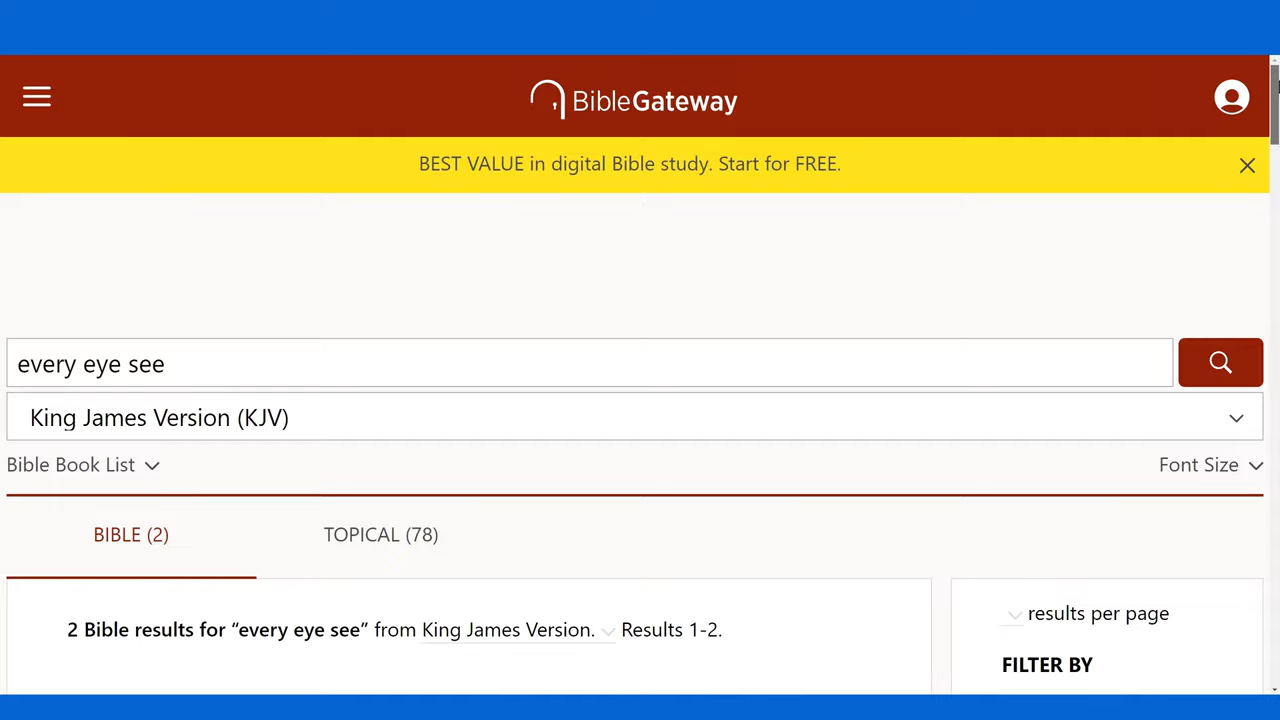 BibleGateway
BEST VALUE in digital Bible study. Start for FREE.
every eye see
King James Version (KJV)
Bible Book List
Font Size
BIBLE (2)
TOPICAL (78)
2 Bible results for “every eye see” from King James Version. Results 1-2.
results per page
FILTER BY